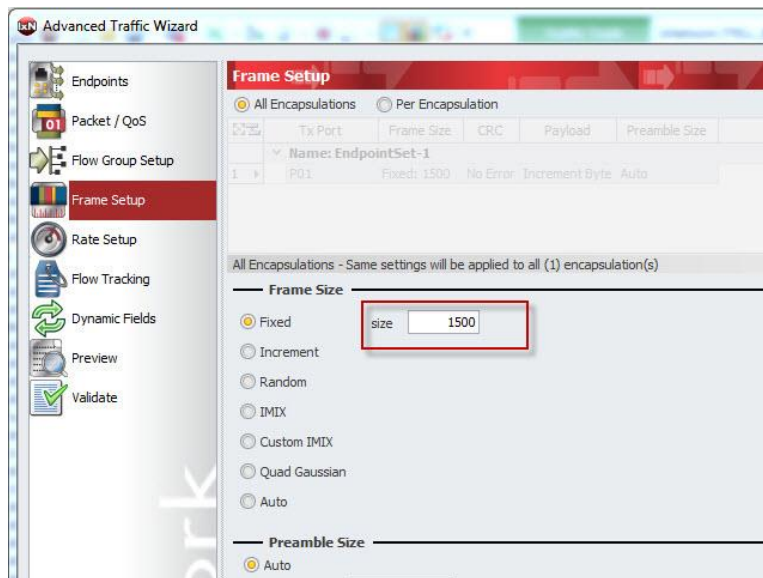 IxN Advanced Traffic Wizard
Endpoints
Packet / QoS
Flow Group Setup
Frame Setup
Rate Setup
Flow Tracking
Dynamic Fields
Preview
Validate
Frame Setup
All Encapsulations Per Encapsulation
Tx Port Frame Size CRC Payload Preamble Size
Name: EndpointSet-1
1 P01 Fixed: 1500 No Error Increment Byte Auto
All Encapsulations - Same settings will be applied to all (1) encapsulation(s)
Frame Size
Fixed size 1500
Increment
Random
IMIX
Custom IMIX
Quad Gaussian
Auto
Preamble Size
Auto